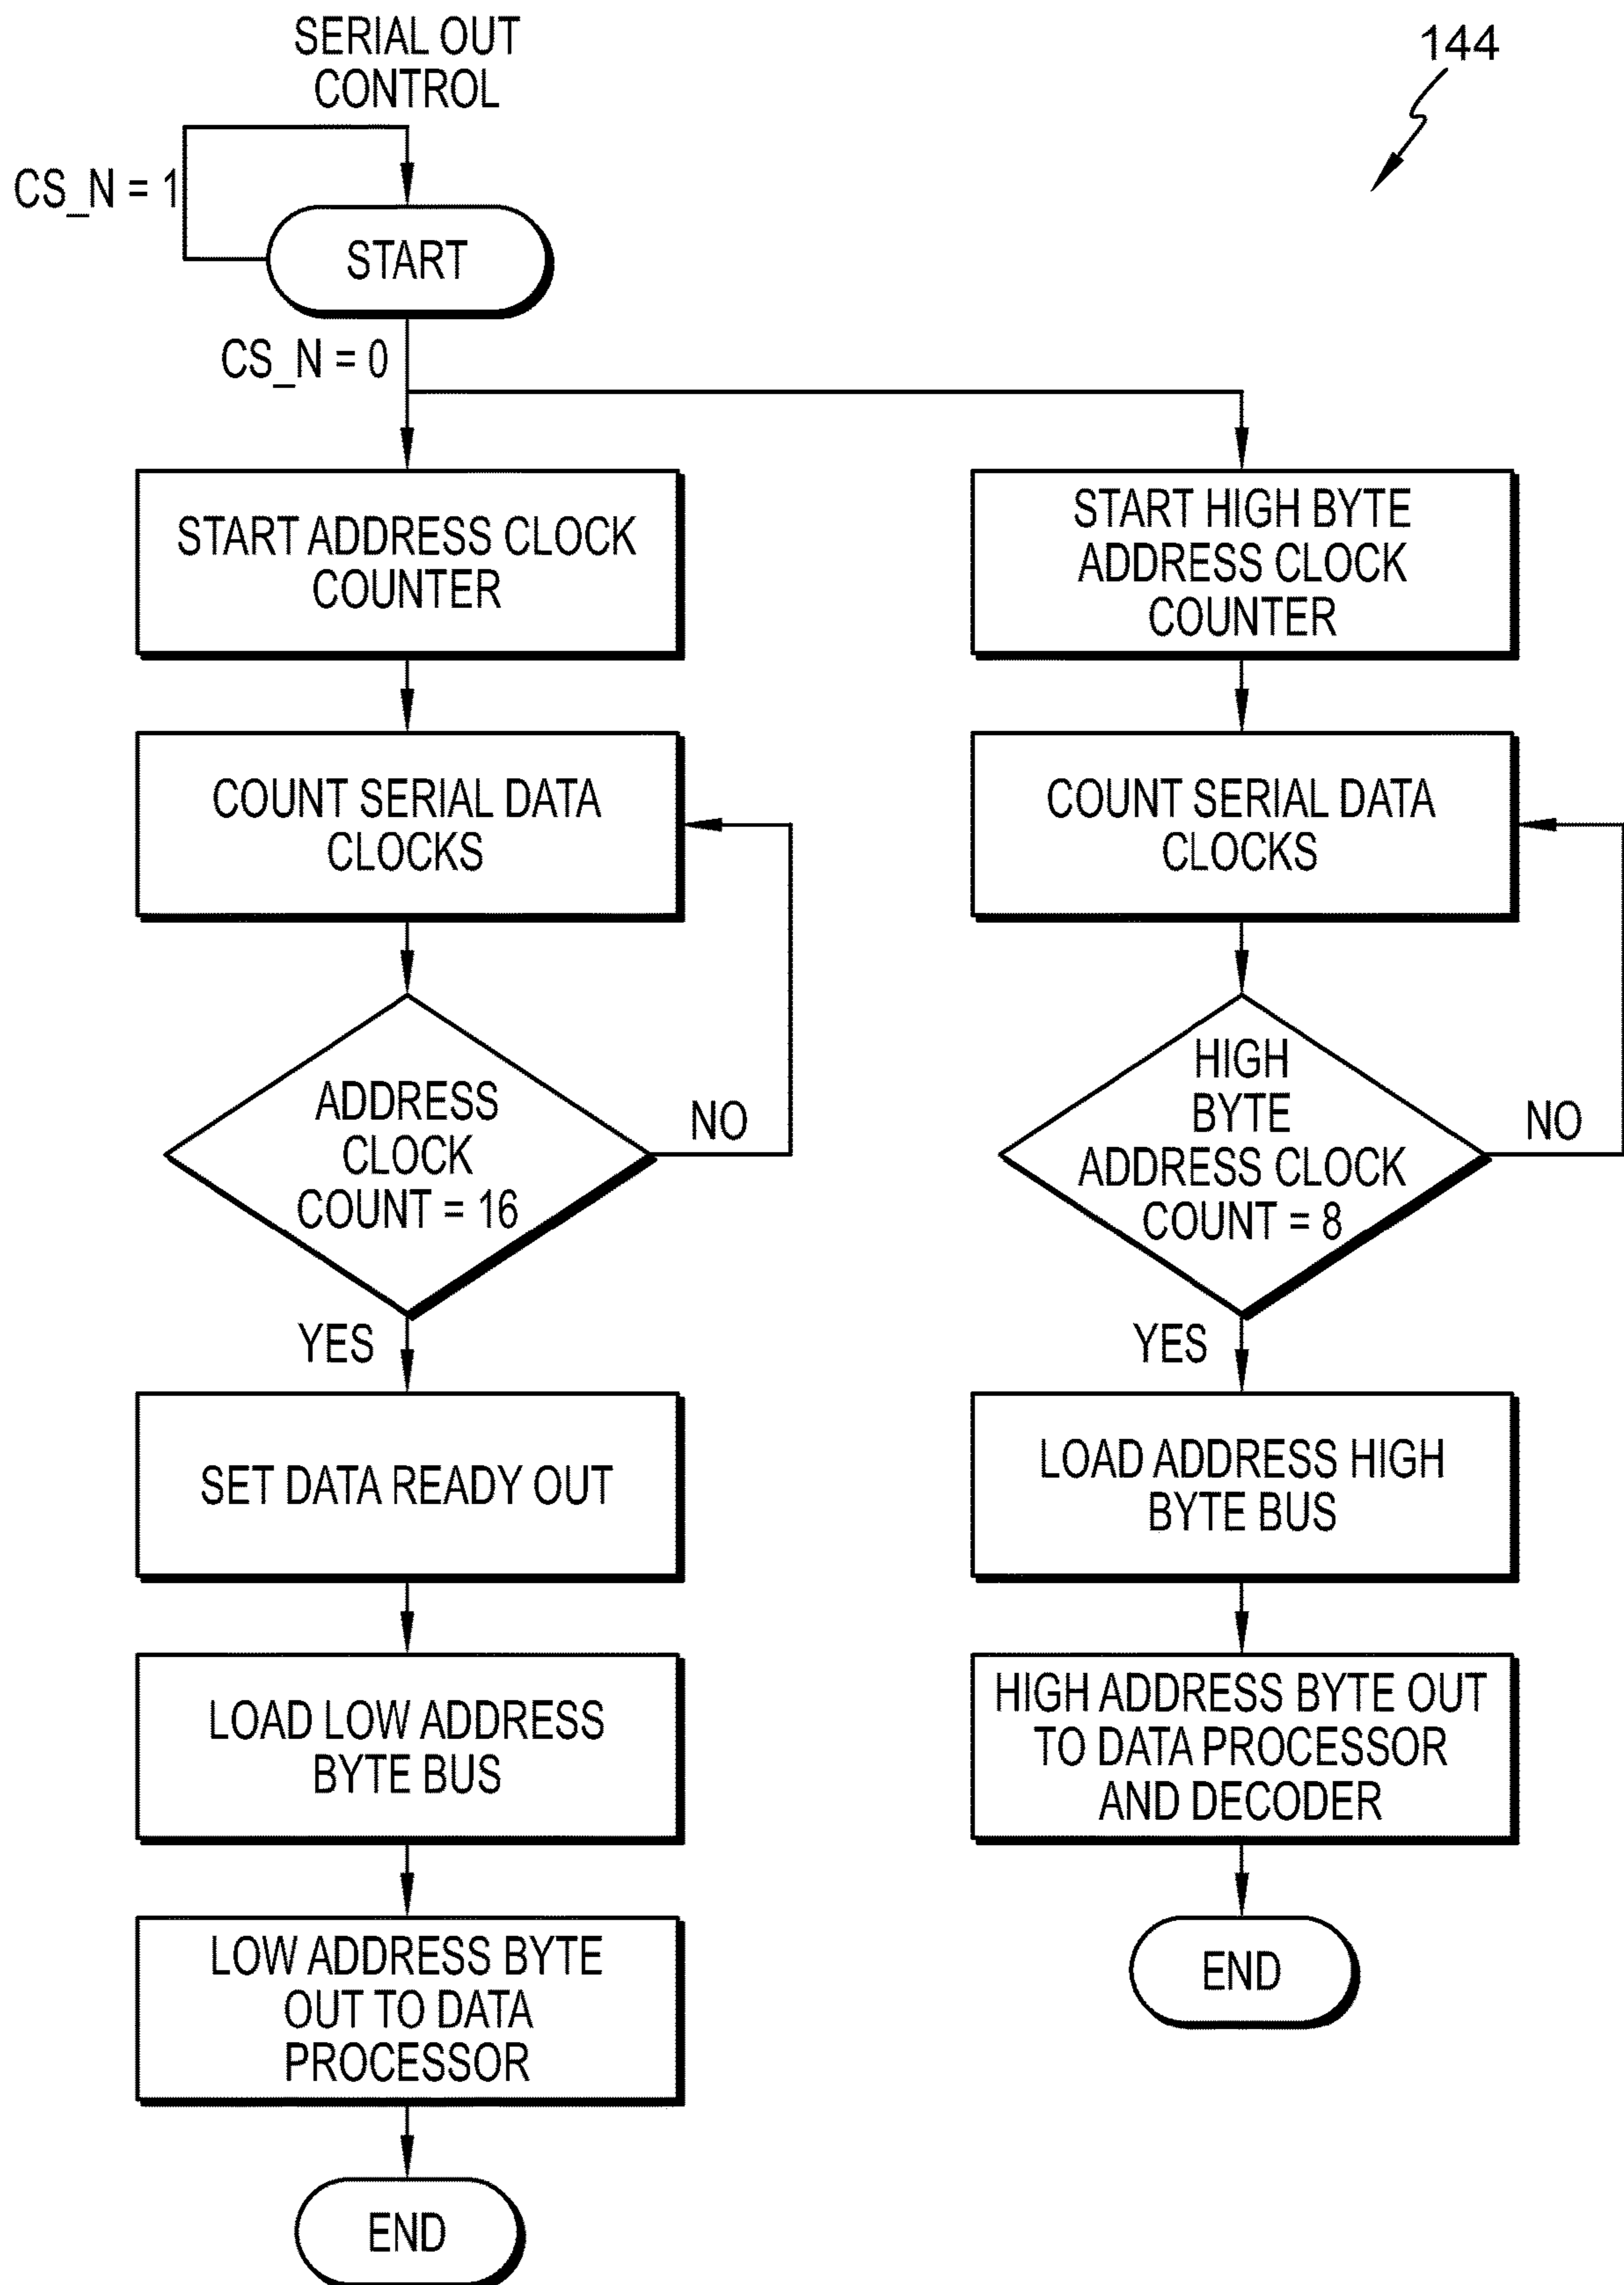 SERIAL OUT
CONTROL
144
CS_N = 1
START
CS_N = 0
START ADDRESS CLOCK
COUNTER
COUNT SERIAL DATA
CLOCKS
ADDRESS
CLOCK
COUNT = 16
NO
YES
SET DATA READY OUT
LOAD LOW ADDRESS
BYTE BUS
LOW ADDRESS BYTE
OUT TO DATA
PROCESSOR
END
START HIGH BYTE
ADDRESS CLOCK
COUNTER
COUNT SERIAL DATA
CLOCKS
HIGH
BYTE
ADDRESS CLOCK
COUNT = 8
NO
YES
LOAD ADDRESS HIGH
BYTE BUS
HIGH ADDRESS BYTE OUT
TO DATA PROCESSOR
AND DECODER
END